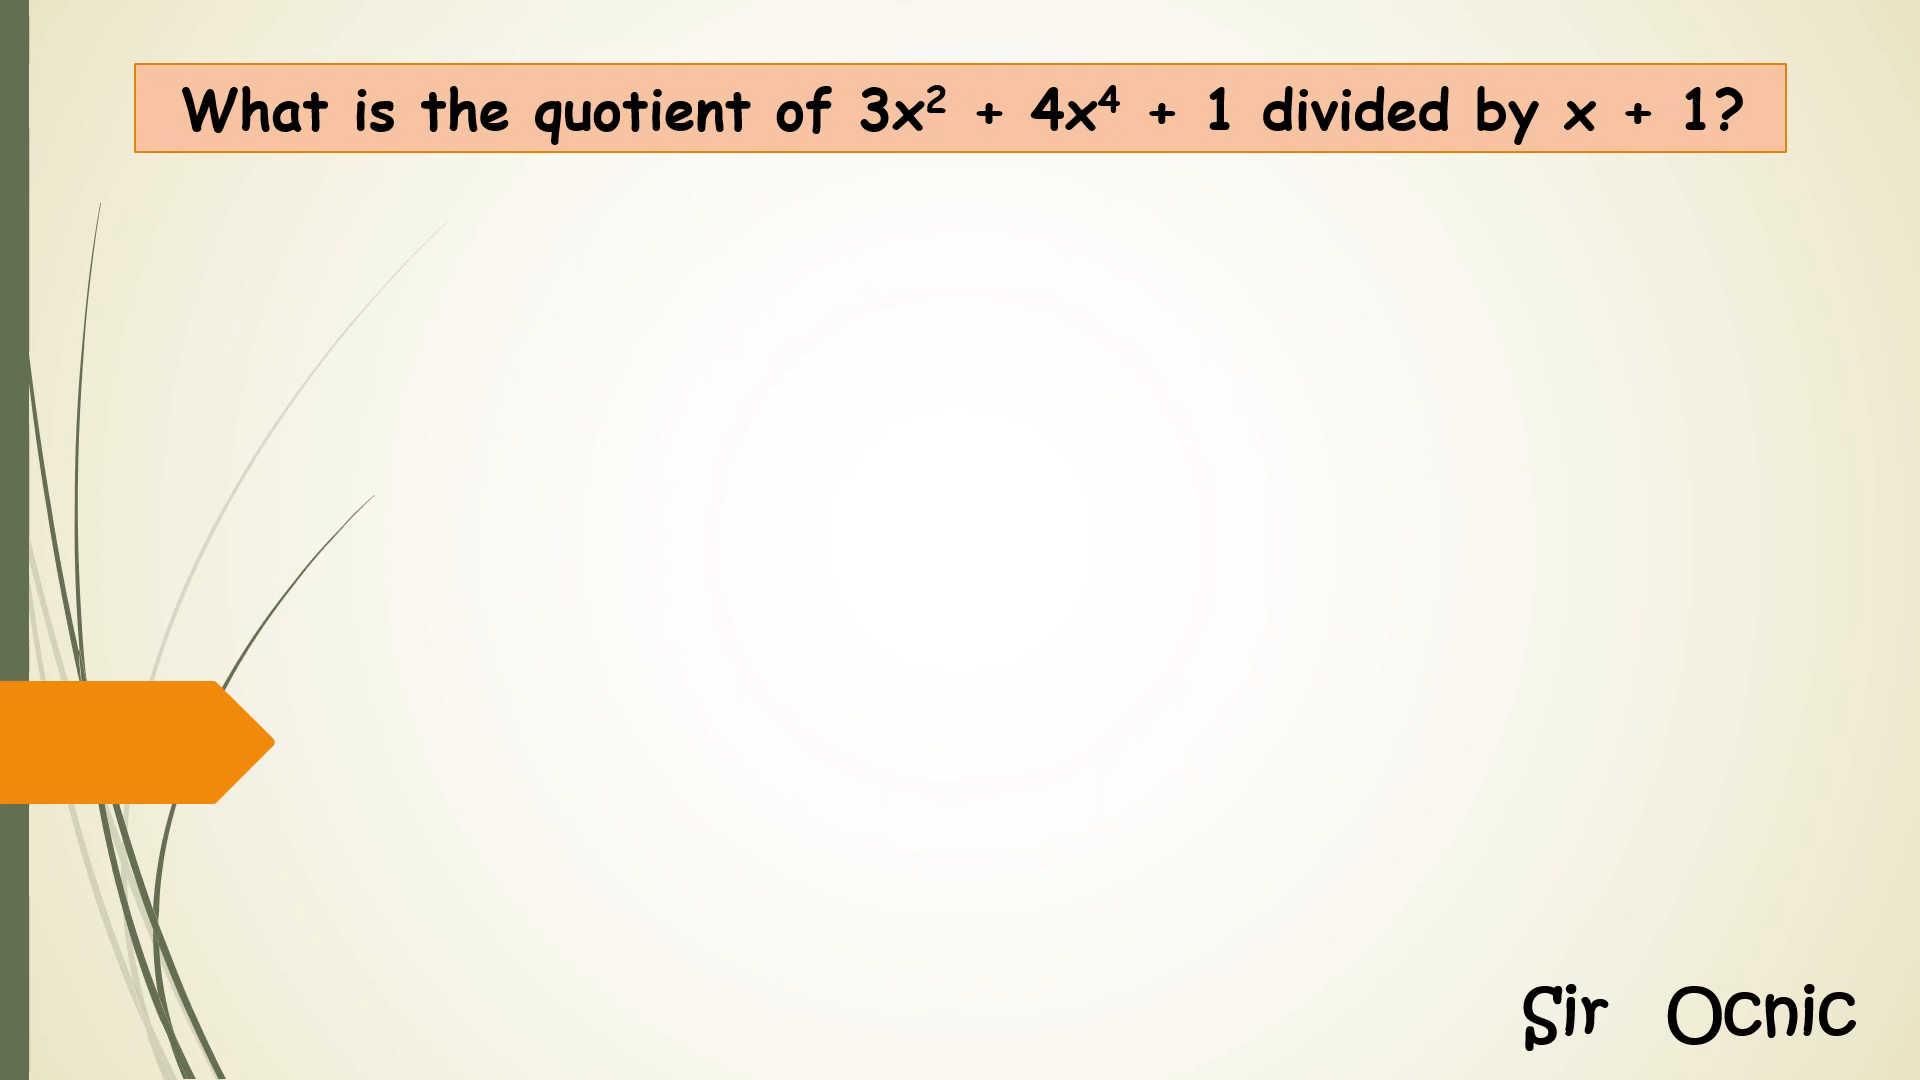 What is the quotient of 3x² + 4x⁴ + 1 divided by x + 1?
Sir Ocnic